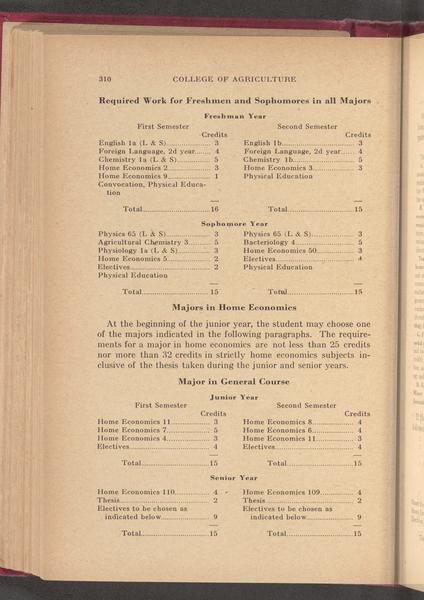 310 COLLEGE OF AGRICULTURE
Required Work for Freshmen and Sophomores in all Majors
Freshman Year
First Semester
Credits
English 1a (L & S) 3
Foreign Language, 2d year 4
Chemistry 1a (L & S) 5
Home Economics 2 3
Home Economics 9 1
Convocation, Physical Educa-
tion
Total 16
Second Semester
Credits
English 1b 3
Foreign Language, 2d year 4
Chemistry 1b 5
Home Economics 3 3
Physical Education
Total 15
Sophomore Year
Physics 65 (L & S) 3
Agricultural Chemistry 3 5
Physiology 1a (L & S) 3
Home Economics 5 2
Electives 2
Physical Education
Total 15
Physics 65 (L & S) 3
Bacteriology 4 5
Home Economics 50 3
Electives 4
Physical Education
Total 15
Majors in Home Economics
At the beginning of the junior year, the student may choose one
of the majors indicated in the following paragraphs. The require-
ments for a major in home economics are not less than 25 credits
nor more than 32 credits in strictly home economics subjects in-
clusive of the thesis taken during the junior and senior years.
Major in General Course
Junior Year
First Semester
Credits
Home Economics 11 3
Home Economics 7 5
Home Economics 4 3
Electives 4
Total 15
Second Semester
Credits
Home Economics 8 4
Home Economics 6 4
Home Economics 11 3
Electives 4
Total 15
Senior Year
Home Economics 110 4
Thesis 2
Electives to be chosen as
indicated below 9
Total 15
Home Economics 109 4
Thesis 2
Electives to be chosen as
indicated below 9
Total 15